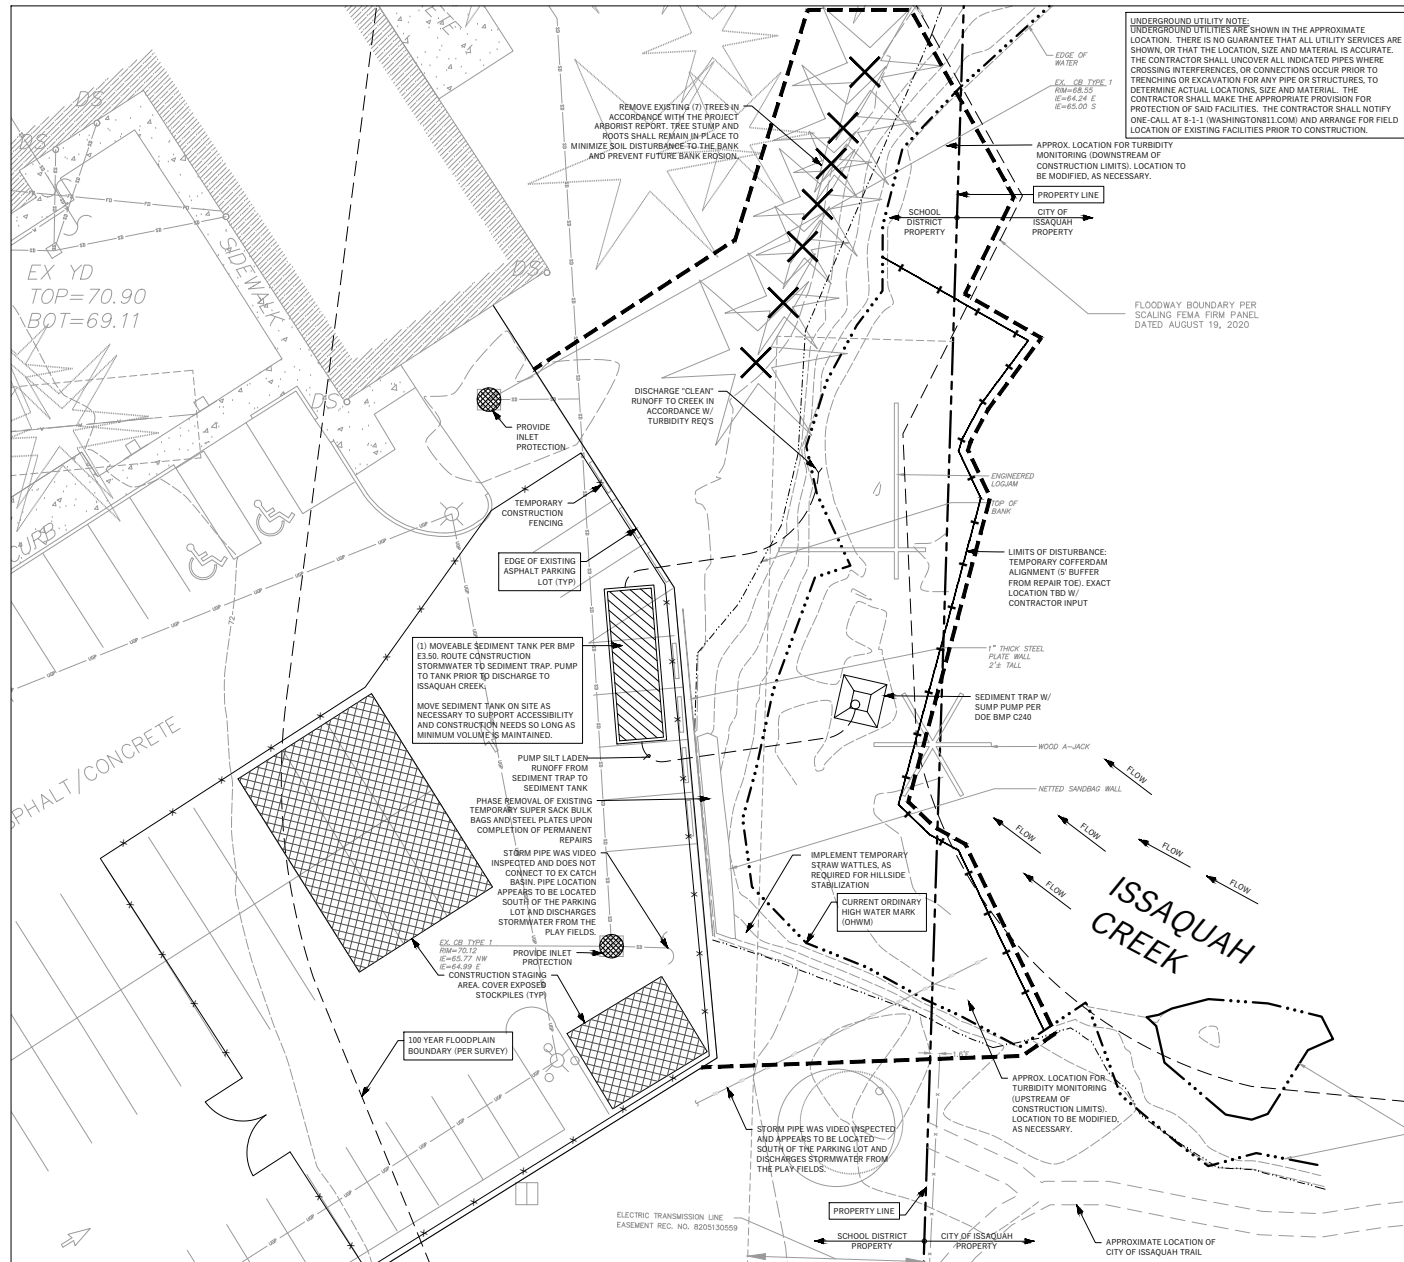 UNDERGROUND UTILITY NOTE:
UNDERGROUND UTILITIES ARE SHOWN IN THE APPROXIMATE
LOCATION. THERE IS NO GUARANTEE THAT ALL UTILITY SERVICES ARE
SHOWN, OR THAT THE LOCATION, SIZE AND MATERIAL IS ACCURATE.
THE CONTRACTOR SHALL UNCOVER ALL INDICATED PIPES WHERE
CROSSING INTERFERENCES, OR CONNECTIONS OCCUR PRIOR TO
TRENCHING OR EXCAVATION FOR ANY PIPE OR STRUCTURES, TO
DETERMINE ACTUAL LOCATIONS, SIZE AND MATERIAL. THE
CONTRACTOR SHALL MAKE THE APPROPRIATE PROVISION FOR
PROTECTION OF SAID FACILITIES. THE CONTRACTOR SHALL NOTIFY
ONE-CALL AT 8-1-1 (WASHINGTON811.COM) AND ARRANGE FOR FIELD
LOCATION OF EXISTING FACILITIES PRIOR TO CONSTRUCTION.
EDGE OF
WATER
EX. CB TYPE 1
RIM=68.55
IE=64.24 E
IE=65.00 S
REMOVE EXISTING (7) TREES IN
ACCORDANCE WITH THE PROJECT
ARBORIST REPORT. TREE STUMP AND
ROOTS SHALL REMAIN IN PLACE TO
MINIMIZE SOIL DISTURBANCE TO THE BANK
AND PREVENT FUTURE BANK EROSION.
APPROX. LOCATION FOR TURBIDITY
MONITORING (DOWNSTREAM OF
CONSTRUCTION LIMITS). LOCATION TO
BE MODIFIED, AS NECESSARY.
PROPERTY LINE
SCHOOL
DISTRICT
PROPERTY
CITY OF
ISSAQUAH
PROPERTY
DS
DS
DS
DS
SIDEWALK
EX YD
TOP=70.90
BOT=69.11
FLOODWAY BOUNDARY PER
SCALING FEMA FIRM PANEL
DATED AUGUST 19, 2020
DISCHARGE "CLEAN"
RUNOFF TO CREEK IN
ACCORDANCE W/
TURBIDITY REQ'S
PROVIDE
INLET
PROTECTION
ENGINEERED
LOGJAM
TOP OF
BANK
TEMPORARY
CONSTRUCTION
FENCING
CURB
EDGE OF EXISTING
ASPHALT PARKING
LOT (TYP)
LIMITS OF DISTURBANCE:
TEMPORARY COFFERDAM
ALIGNMENT (5' BUFFER
FROM REPAIR TOE). EXACT
LOCATION TBD W/
CONTRACTOR INPUT
72
(1) MOVEABLE SEDIMENT TANK PER BMP
E3.50. ROUTE CONSTRUCTION
STORMWATER TO SEDIMENT TRAP. PUMP
TO TANK PRIOR TO DISCHARGE TO
ISSAQUAH CREEK.
MOVE SEDIMENT TANK ON SITE AS
NECESSARY TO SUPPORT ACCESSIBILITY
AND CONSTRUCTION NEEDS SO LONG AS
MINIMUM VOLUME IS MAINTAINED.
1" THICK STEEL
PLATE WALL
2'± TALL
SEDIMENT TRAP W/
SUMP PUMP PER
DOE BMP C240
WOOD A-JACK
NETTED SANDBAG WALL
PHALT/CONCRETE
PUMP SILT LADEN
RUNOFF FROM
SEDIMENT TRAP TO
SEDIMENT TANK
PHASE REMOVAL OF EXISTING
TEMPORARY SUPER SACK BULK
BAGS AND STEEL PLATES UPON
COMPLETION OF PERMANENT
REPAIRS
FLOW
FLOW
FLOW
FLOW
FLOW
FLOW
ISSAQUAH
CREEK
STORM PIPE WAS VIDEO
INSPECTED AND DOES NOT
CONNECT TO EX CATCH
BASIN. PIPE LOCATION
APPEARS TO BE LOCATED
SOUTH OF THE PARKING
LOT AND DISCHARGES
STORMWATER FROM THE
PLAY FIELDS.
IMPLEMENT TEMPORARY
STRAW WATTLES, AS
REQUIRED FOR HILLSIDE
STABILIZATION
CURRENT ORDINARY
HIGH WATER MARK
(OHWM)
EX. CB TYPE 1
RIM=70.12
IE=65.77 NW
IE=64.99 E
PROVIDE INLET
PROTECTION
CONSTRUCTION STAGING
AREA. COVER EXPOSED
STOCKPILES (TYP)
100 YEAR FLOODPLAIN
BOUNDARY (PER SURVEY)
APPROX. LOCATION FOR
TURBIDITY MONITORING
(UPSTREAM OF
CONSTRUCTION LIMITS).
LOCATION TO BE MODIFIED,
AS NECESSARY.
STORM PIPE WAS VIDEO INSPECTED
AND APPEARS TO BE LOCATED
SOUTH OF THE PARKING LOT AND
DISCHARGES STORMWATER FROM
THE PLAY FIELDS.
PROPERTY LINE
ELECTRIC TRANSMISSION LINE
EASEMENT REC. NO. 8205130559
SCHOOL DISTRICT
PROPERTY
CITY OF ISSAQUAH
PROPERTY
APPROXIMATE LOCATION OF
CITY OF ISSAQUAH TRAIL